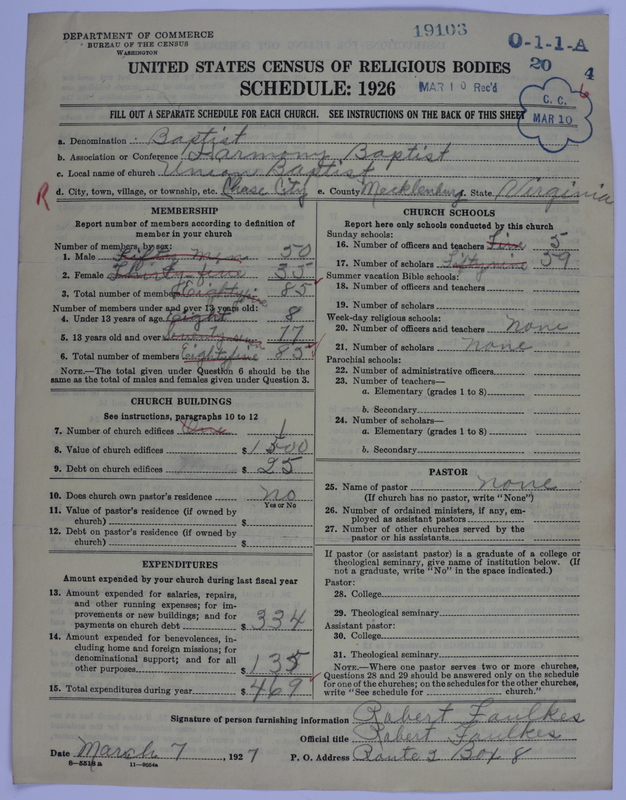 DEPARTMENT OF COMMERCE
BUREAU OF THE CENSUS
WASHINGTON
19103
O-1-1-A
20
4
UNITED STATES CENSUS OF RELIGIOUS BODIES
SCHEDULE: 1926
MAR 10 Rec'd
C. C.
MAR 10
6
FILL OUT A SEPARATE SCHEDULE FOR EACH CHURCH. SEE INSTRUCTIONS ON THE BACK OF THIS SHEET
a. Denomination Baptist
b. Association or Conference Harmony Baptist
c. Local name of church Union Baptist
R
d. City, town, village, or township, etc. Chase City e. County Mecklenburg f. State Virginia
MEMBERSHIP
Report number of members according to definition of member in your church
Number of members, by sex:
1. Male 50
2. Female Thirty-five 35
3. Total number of members Eightyfive 85
Number of members under and over 13 years old:
4. Under 13 years of age Eight 8
5. 13 years old and over 77
6. Total number of members Eightyfive 85
NOTE.—The total given under Question 6 should be the same as the total of males and females given under Question 3.
CHURCH BUILDINGS
See instructions, paragraphs 10 to 12
7. Number of church edifices 1
8. Value of church edifices $ 1500
9. Debt on church edifices $ 25
10. Does church own pastor's residence no
Yes or No
11. Value of pastor's residence (if owned by church) $
12. Debt on pastor's residence (if owned by church) $
EXPENDITURES
Amount expended by your church during last fiscal year
13. Amount expended for salaries, repairs, and other running expenses; for improvements or new buildings; and for payments on church debt $ 334
14. Amount expended for benevolences, including home and foreign missions; for denominational support; and for all other purposes $ 135
15. Total expenditures during year $ 469
CHURCH SCHOOLS
Report here only schools conducted by this church
Sunday schools:
16. Number of officers and teachers Five 5
17. Number of scholars Fiftynine 59
Summer vacation Bible schools:
18. Number of officers and teachers
19. Number of scholars
Week-day religious schools:
20. Number of officers and teachers none
21. Number of scholars none
Parochial schools:
22. Number of administrative officers
23. Number of teachers—
a. Elementary (grades 1 to 8)
b. Secondary
24. Number of scholars—
a. Elementary (grades 1 to 8)
b. Secondary
PASTOR
25. Name of pastor none
(If church has no pastor, write "None")
26. Number of ordained ministers, if any, employed as assistant pastors
27. Number of other churches served by the pastor or his assistants
If pastor (or assistant pastor) is a graduate of a college or theological seminary, give name of institution below. (If not a graduate, write "No" in the space indicated.)
Pastor:
28. College
29. Theological seminary
Assistant pastor:
30. College
31. Theological seminary
NOTE.—Where one pastor serves two or more churches, Questions 28 and 29 should be answered only on the schedule for one of the churches; on the schedules for the other churches, write "See schedule for church."
Signature of person furnishing information Robert Faulkes
Official title Robert Faulkes
Date March 7, 1927 P. O. Address Route 2 Box 8
8—5518 a 11—9554a